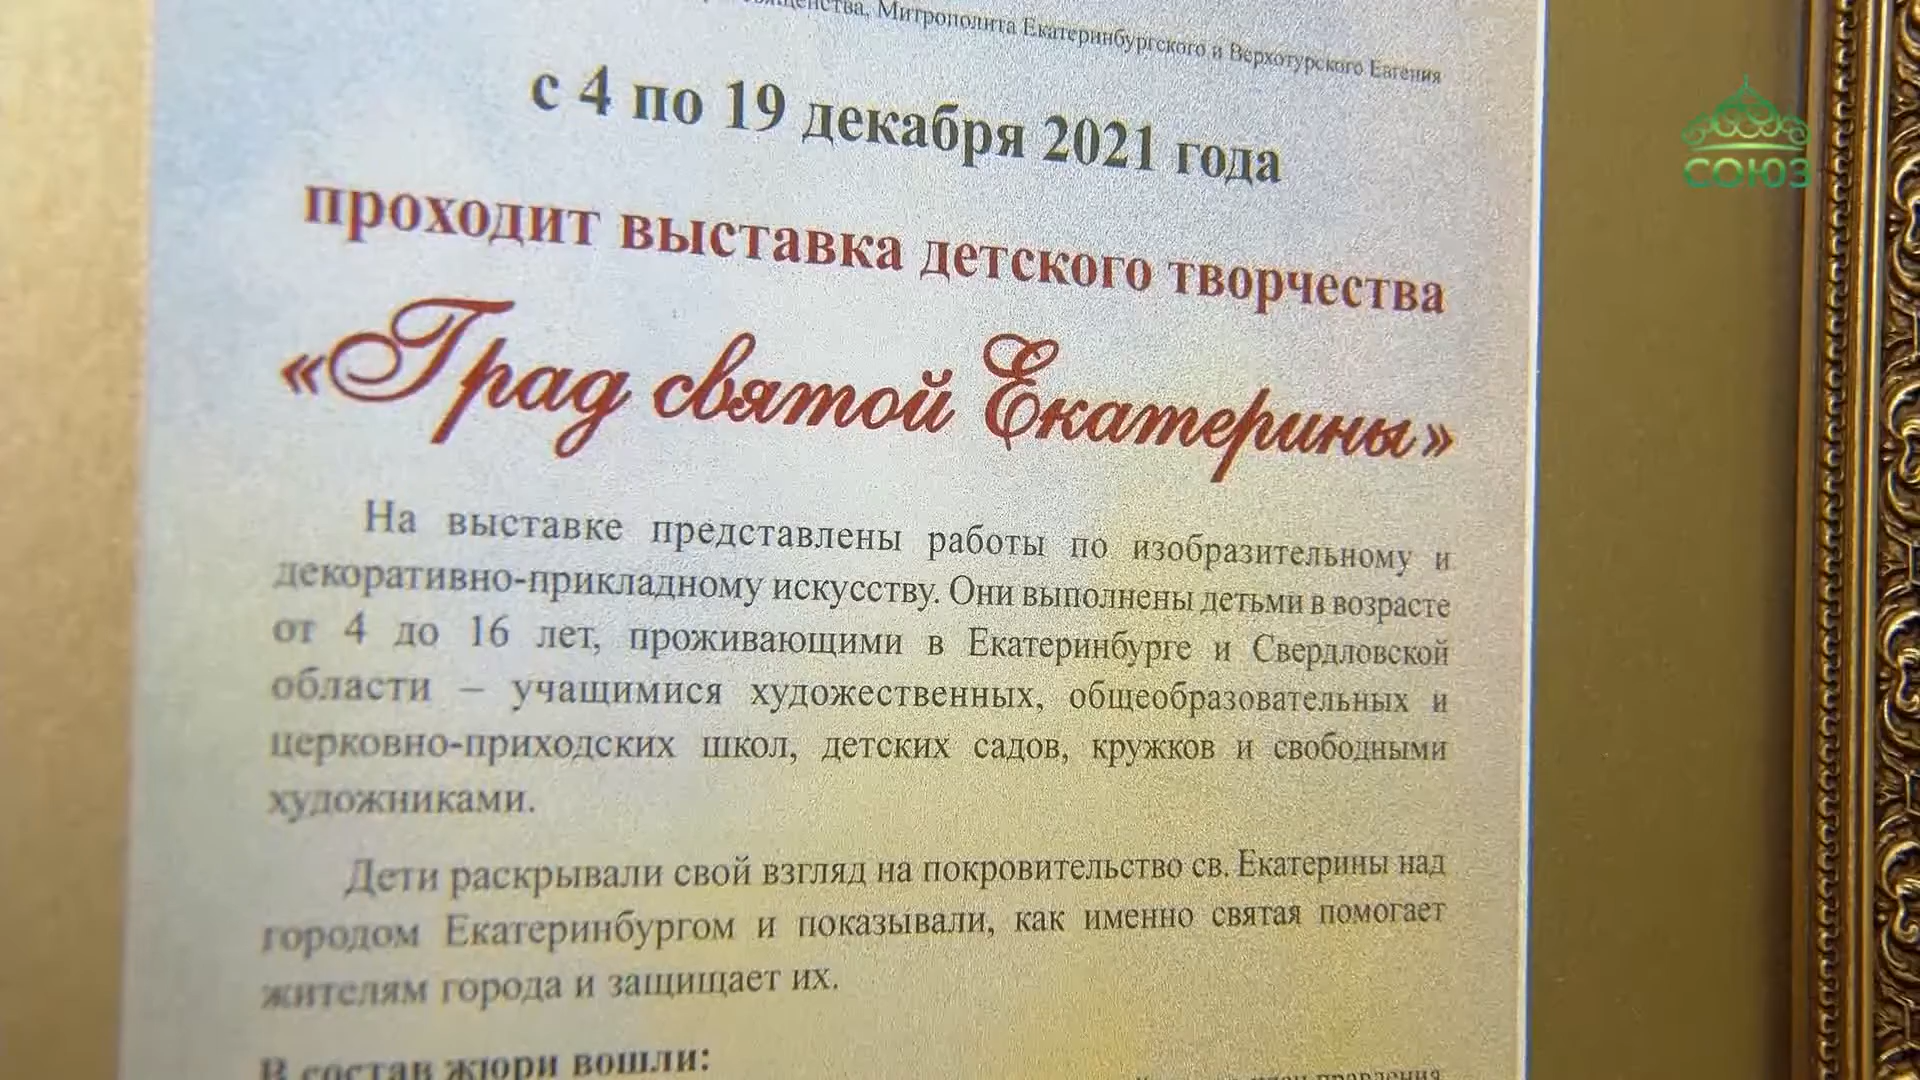 Митрополита Екатеринбургского и Верхотурского Евгения
с 4 по 19 декабря 2021 года
СОЮЗ
проходит выставка детского творчества
«Град святой Екатерины»
На выставке представлены работы по изобразительному и
декоративно-прикладному искусству. Они выполнены детьми в возрасте
от 4 до 16 лет, проживающими в Екатеринбурге и Свердловской
области – учащимися художественных, общеобразовательных и
церковно-приходских школ, детских садов, кружков и свободными
художниками.
Дети раскрывали свой взгляд на покровительство св. Екатерины над
городом Екатеринбургом и показывали, как именно святая помогает
жителям города и защищает их.
В состав жюри вошли: